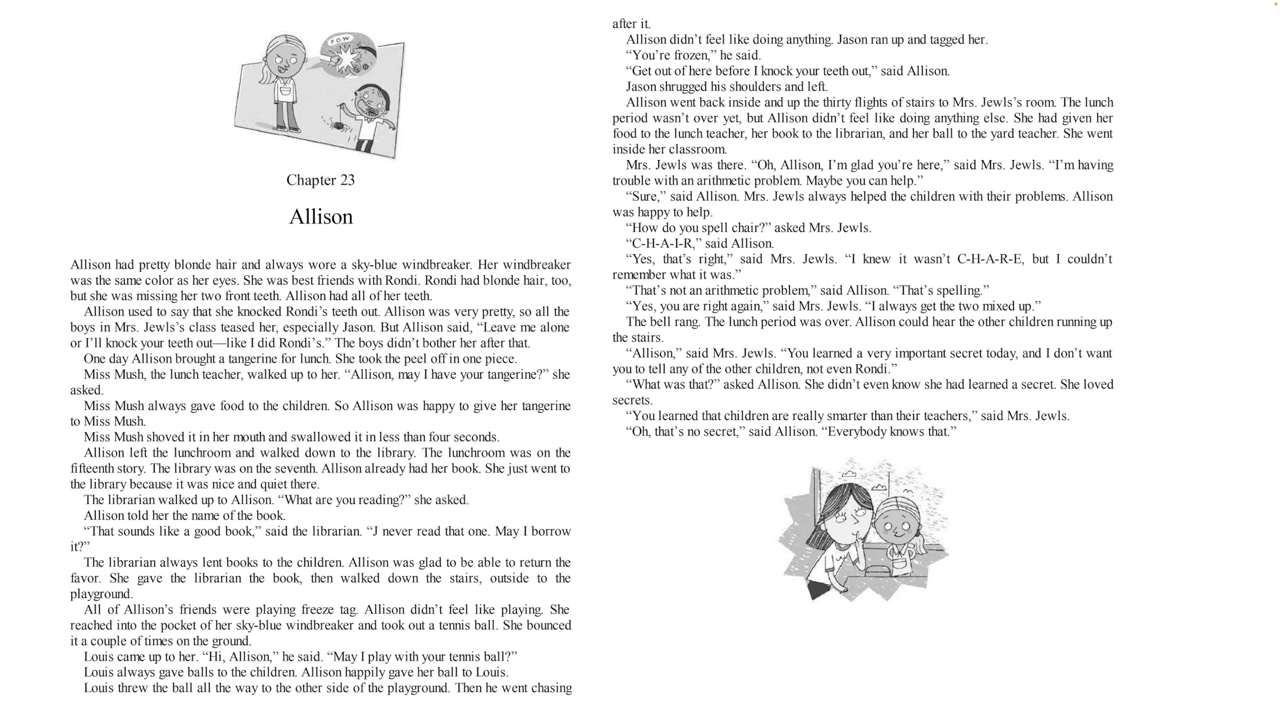 POW
Chapter 23
Allison
Allison had pretty blonde hair and always wore a sky-blue windbreaker. Her windbreaker
was the same color as her eyes. She was best friends with Rondi. Rondi had blonde hair, too,
but she was missing her two front teeth. Allison had all of her teeth.
Allison used to say that she knocked Rondi’s teeth out. Allison was very pretty, so all the
boys in Mrs. Jewls’s class teased her, especially Jason. But Allison said, “Leave me alone
or I’ll knock your teeth out—like I did Rondi’s.” The boys didn’t bother her after that.
One day Allison brought a tangerine for lunch. She took the peel off in one piece.
Miss Mush, the lunch teacher, walked up to her. “Allison, may I have your tangerine?” she
asked.
Miss Mush always gave food to the children. So Allison was happy to give her tangerine
to Miss Mush.
Miss Mush shoved it in her mouth and swallowed it in less than four seconds.
Allison left the lunchroom and walked down to the library. The lunchroom was on the
fifteenth story. The library was on the seventh. Allison already had her book. She just went to
the library because it was nice and quiet there.
The librarian walked up to Allison. “What are you reading?” she asked.
Allison told her the name of the book.
“That sounds like a good book,” said the librarian. “J never read that one. May I borrow
it?”
The librarian always lent books to the children. Allison was glad to be able to return the
favor. She gave the librarian the book, then walked down the stairs, outside to the
playground.
All of Allison’s friends were playing freeze tag. Allison didn’t feel like playing. She
reached into the pocket of her sky-blue windbreaker and took out a tennis ball. She bounced
it a couple of times on the ground.
Louis came up to her. “Hi, Allison,” he said. “May I play with your tennis ball?”
Louis always gave balls to the children. Allison happily gave her ball to Louis.
Louis threw the ball all the way to the other side of the playground. Then he went chasing
after it.
Allison didn’t feel like doing anything. Jason ran up and tagged her.
“You’re frozen,” he said.
“Get out of here before I knock your teeth out,” said Allison.
Jason shrugged his shoulders and left.
Allison went back inside and up the thirty flights of stairs to Mrs. Jewls’s room. The lunch
period wasn’t over yet, but Allison didn’t feel like doing anything else. She had given her
food to the lunch teacher, her book to the librarian, and her ball to the yard teacher. She went
inside her classroom.
Mrs. Jewls was there. “Oh, Allison, I’m glad you’re here,” said Mrs. Jewls. “I’m having
trouble with an arithmetic problem. Maybe you can help.”
“Sure,” said Allison. Mrs. Jewls always helped the children with their problems. Allison
was happy to help.
“How do you spell chair?” asked Mrs. Jewls.
“C-H-A-I-R,” said Allison.
“Yes, that’s right,” said Mrs. Jewls. “I knew it wasn’t C-H-A-R-E, but I couldn’t
remember what it was.”
“That’s not an arithmetic problem,” said Allison. “That’s spelling.”
“Yes, you are right again,” said Mrs. Jewls. “I always get the two mixed up.”
The bell rang. The lunch period was over. Allison could hear the other children running up
the stairs.
“Allison,” said Mrs. Jewls. “You learned a very important secret today, and I don’t want
you to tell any of the other children, not even Rondi.”
“What was that?” asked Allison. She didn’t even know she had learned a secret. She loved
secrets.
“You learned that children are really smarter than their teachers,” said Mrs. Jewls.
“Oh, that’s no secret,” said Allison. “Everybody knows that.”